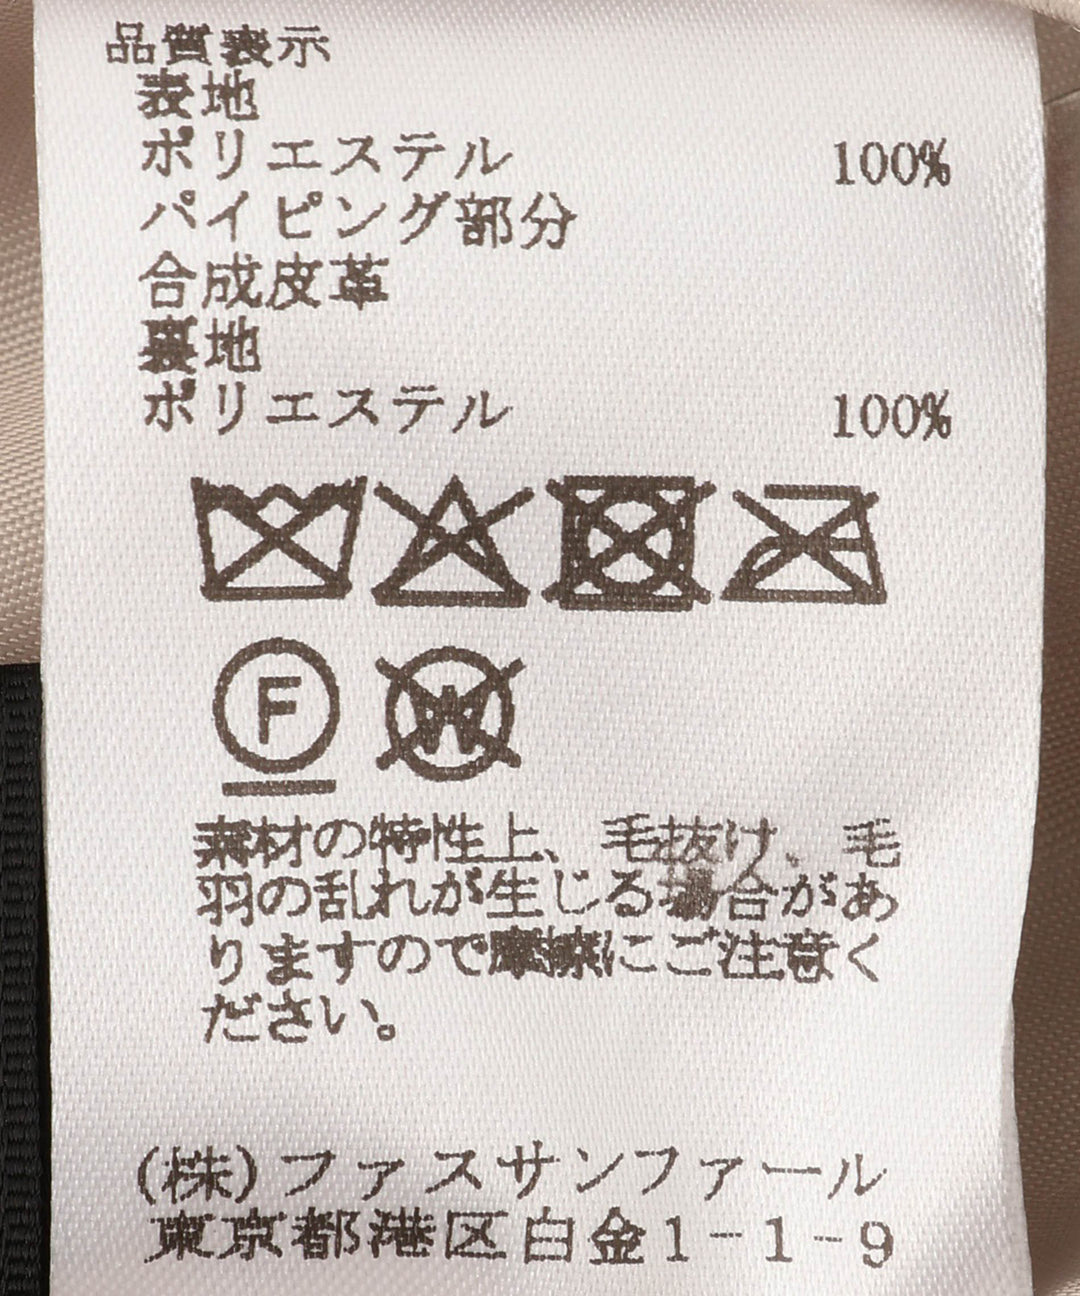 品質表示
表地
ポリエステル 100%
パイピング部分
合成皮革
裏地
ポリエステル 100%
F
W
素材の特性上、毛抜け、毛
羽の乱れが生じる場合があ
りますので摩擦にご注意く
ださい。
(株)ファスサンファール
東京都港区白金1-1-9